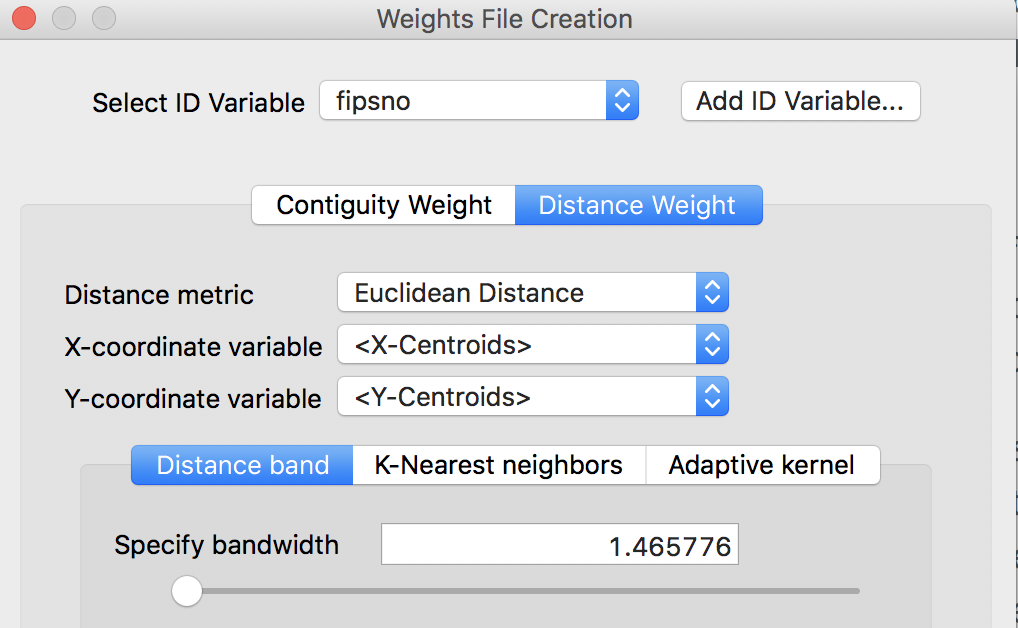 Weights File Creation
Select ID Variable fipsno Add ID Variable...
Contiguity Weight Distance Weight
Distance metric Euclidean Distance
X-coordinate variable <X-Centroids>
Y-coordinate variable <Y-Centroids>
Distance band K-Nearest neighbors Adaptive kernel
Specify bandwidth 1.465776